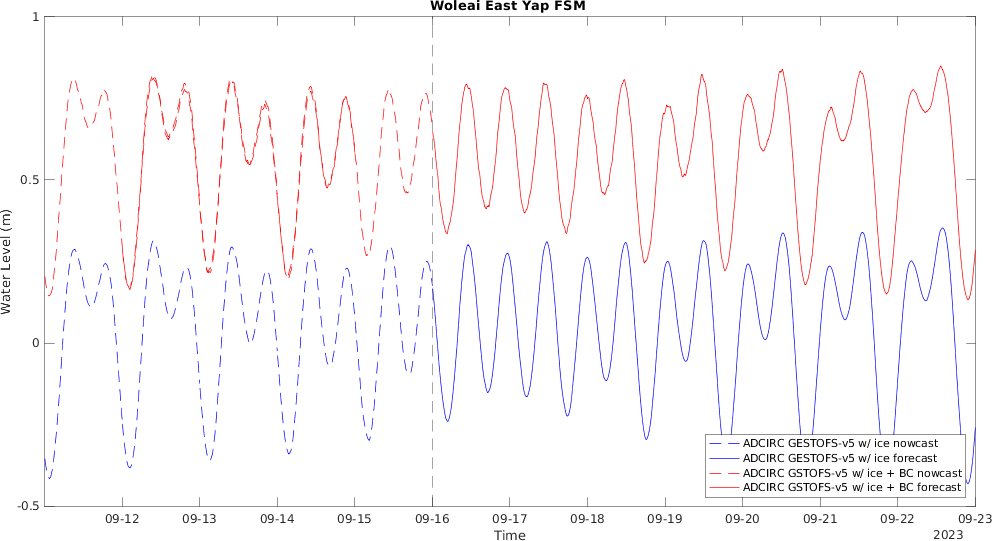 Woleai East Yap FSM
Water Level (m)
1
0.5
0
-0.5
ADCIRC GESTOFS-v5 w/ ice nowcast
ADCIRC GESTOFS-v5 w/ ice forecast
ADCIRC GSTOFS-v5 w/ ice + BC nowcast
ADCIRC GSTOFS-v5 w/ ice + BC forecast
09-12 09-13 09-14 09-15 09-16 09-17 09-18 09-19 09-20 09-21 09-22 09-23
Time
2023